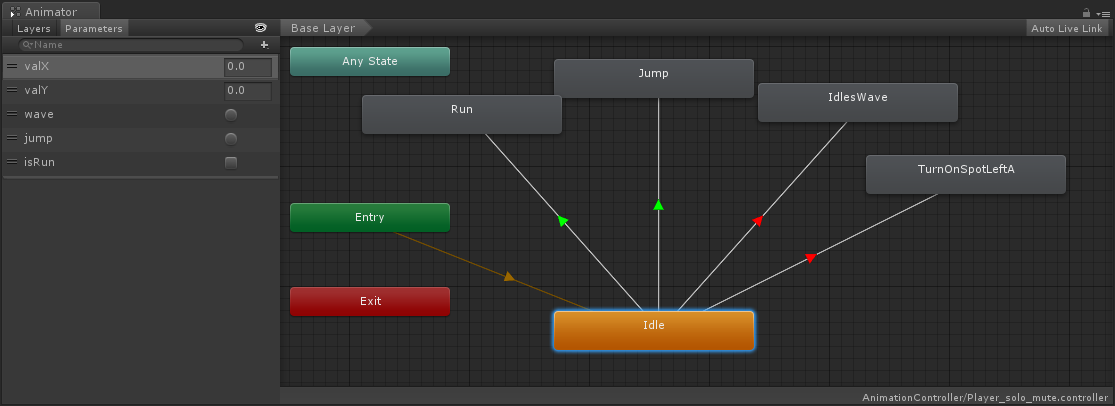 Animator
Layers Parameters
Name
valX 0.0
valY 0.0
wave
jump
isRun
Base Layer Auto Live Link
Any State
Jump
IdlesWave
Run
TurnOnSpotLeftA
Entry
Exit
Idle
AnimationController/Player_solo_mute.controller